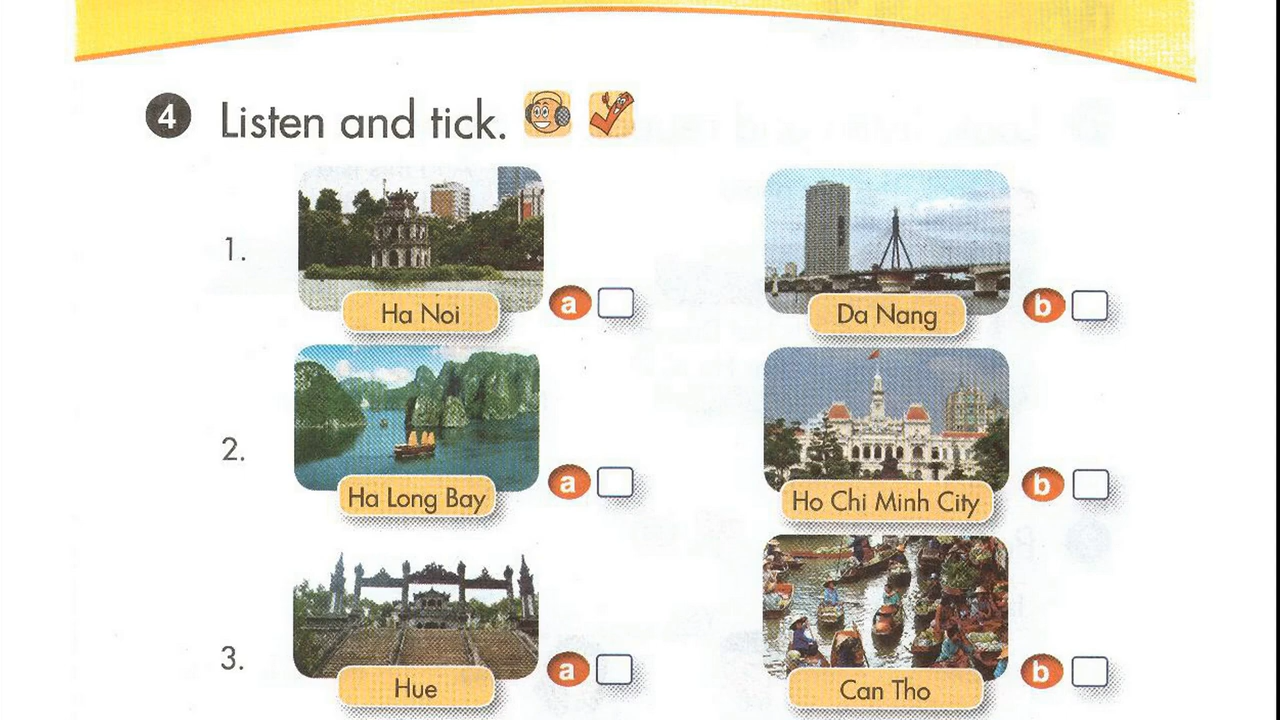 4 Listen and tick.
1.
Ha Noi
a
Da Nang
b
2.
Ha Long Bay
a
Ho Chi Minh City
b
3.
Hue
a
Can Tho
b